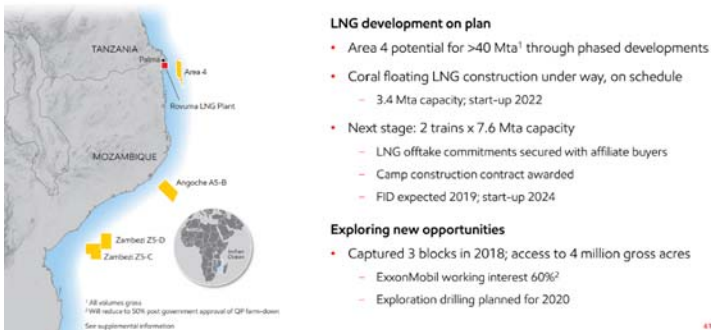 TANZANIA
Palma
Area 4
Rovuma LNG Plant
MOZAMBIQUE
Angoche A5-B
Zambezi Z5-D
Zambezi Z5-C
Indian
Ocean
¹ All volumes gross
² Will reduce to 50% post government approval of QP farm-down
See supplemental information
LNG development on plan
• Area 4 potential for >40 Mta¹ through phased developments
• Coral floating LNG construction under way, on schedule
– 3.4 Mta capacity; start-up 2022
• Next stage: 2 trains x 7.6 Mta capacity
– LNG offtake commitments secured with affiliate buyers
– Camp construction contract awarded
– FID expected 2019; start-up 2024
Exploring new opportunities
• Captured 3 blocks in 2018; access to 4 million gross acres
– ExxonMobil working interest 60%²
– Exploration drilling planned for 2020